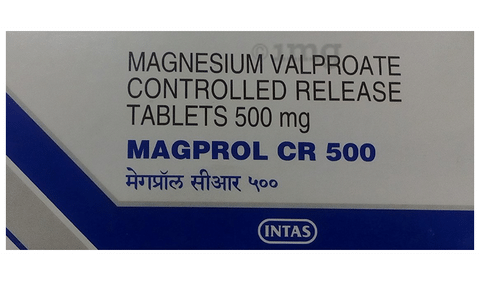 MAGNESIUM VALPROATE
CONTROLLED RELEASE
TABLETS 500 mg
MAGPROL CR 500
मेगप्रॉल सीआर ५००
INTAS